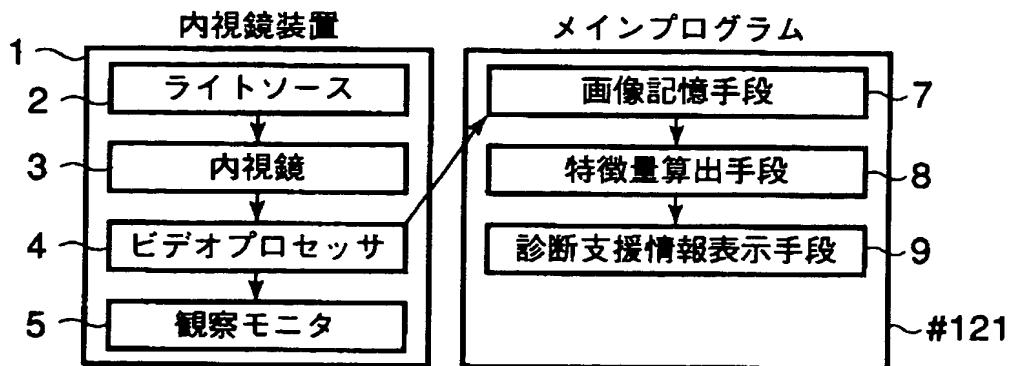 内視鏡装置
1
2
ライトソース
3
内視鏡
4
ビデオプロセッサ
5
観察モニタ
メインプログラム
画像記憶手段
7
特徴量算出手段
8
診断支援情報表示手段
9
#121